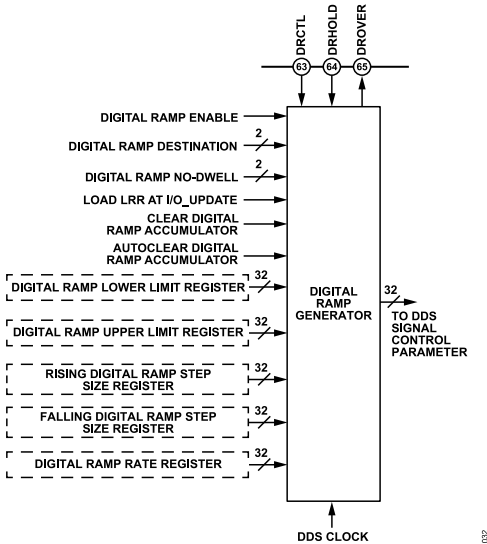 DRCTL
DRHOLD
DROVER
63
64
65
DIGITAL RAMP ENABLE
2
DIGITAL RAMP DESTINATION
2
DIGITAL RAMP NO-DWELL
LOAD LRR AT I/O_UPDATE
CLEAR DIGITAL
RAMP ACCUMULATOR
AUTOCLEAR DIGITAL
RAMP ACCUMULATOR
32
DIGITAL RAMP LOWER LIMIT REGISTER
32
DIGITAL RAMP UPPER LIMIT REGISTER
32
RISING DIGITAL RAMP STEP
SIZE REGISTER
32
FALLING DIGITAL RAMP STEP
SIZE REGISTER
32
DIGITAL RAMP RATE REGISTER
DIGITAL
RAMP
GENERATOR
32
TO DDS
SIGNAL
CONTROL
PARAMETER
DDS CLOCK
032